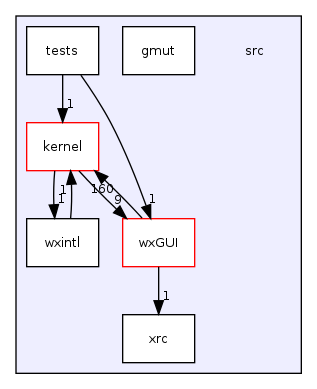 tests
gmut
src
1
kernel
160
1
1
9
1
wxintl
wxGUI
1
xrc